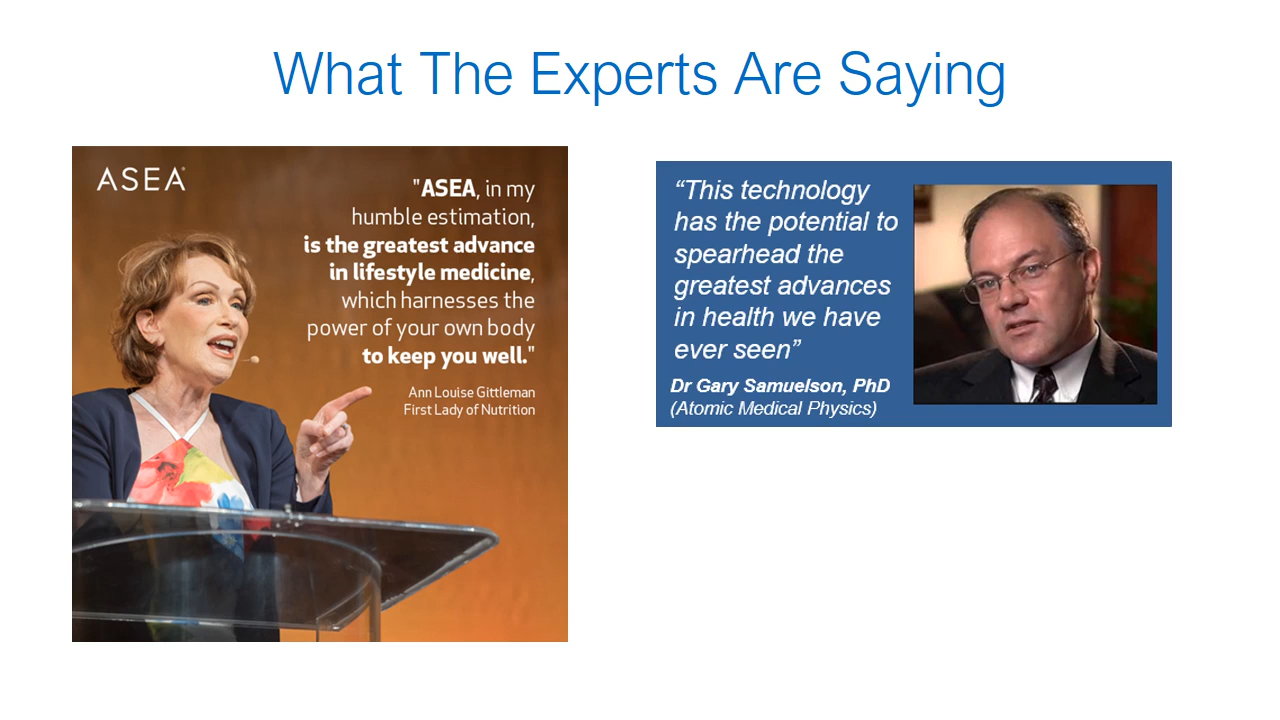 What The Experts Are Saying
ASEA®
"ASEA, in my
humble estimation,
is the greatest advance
in lifestyle medicine,
which harnesses the
power of your own body
to keep you well."
Ann Louise Gittleman
First Lady of Nutrition
“This technology
has the potential to
spearhead the
greatest advances
in health we have
ever seen”
Dr Gary Samuelson, PhD
(Atomic Medical Physics)